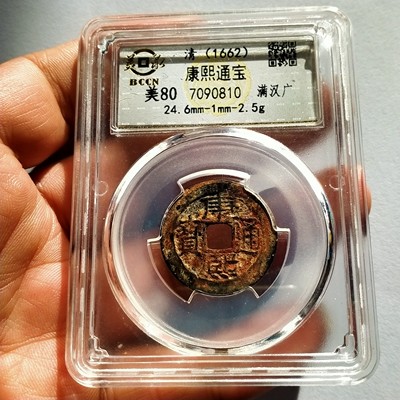 清 (1662)
BCCN
康熙通宝
美80 7090810 满汉广
24.6mm-1mm-2.5g
康
寳 通
熙